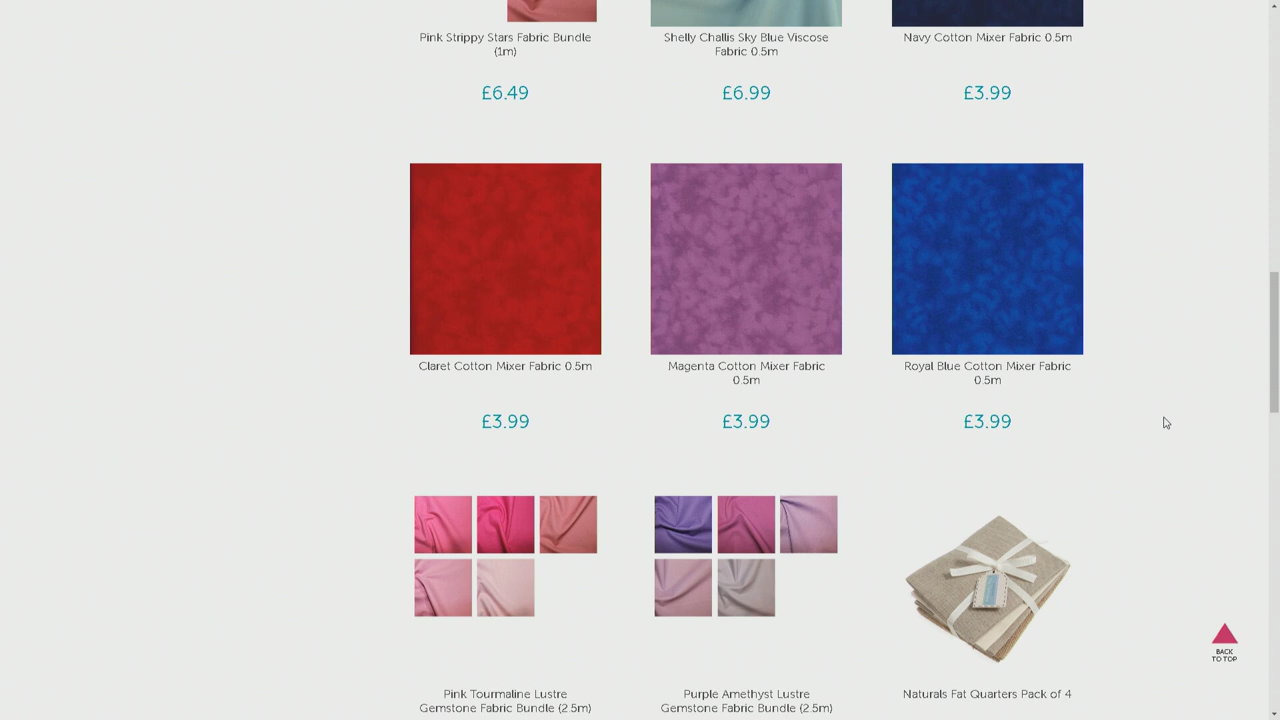 Pink Strippy Stars Fabric Bundle
(1m)
£6.49
Shelly Challis Sky Blue Viscose
Fabric 0.5m
£6.99
Navy Cotton Mixer Fabric 0.5m
£3.99
Claret Cotton Mixer Fabric 0.5m
£3.99
Magenta Cotton Mixer Fabric
0.5m
£3.99
Royal Blue Cotton Mixer Fabric
0.5m
£3.99
Pink Tourmaline Lustre
Gemstone Fabric Bundle (2.5m)
Purple Amethyst Lustre
Gemstone Fabric Bundle (2.5m)
Naturals Fat Quarters Pack of 4
BACK
TO TOP